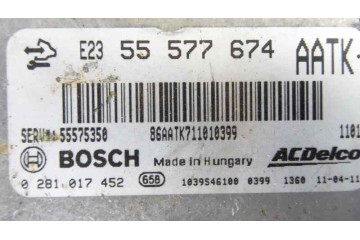 E23 55 577 674 AATK-
SERV№ 55575350 86AATK711010399 1101
BOSCH Made in Hungary ACDelco
0 281 017 452 658 1039S46100 0399 1360 11-04-11